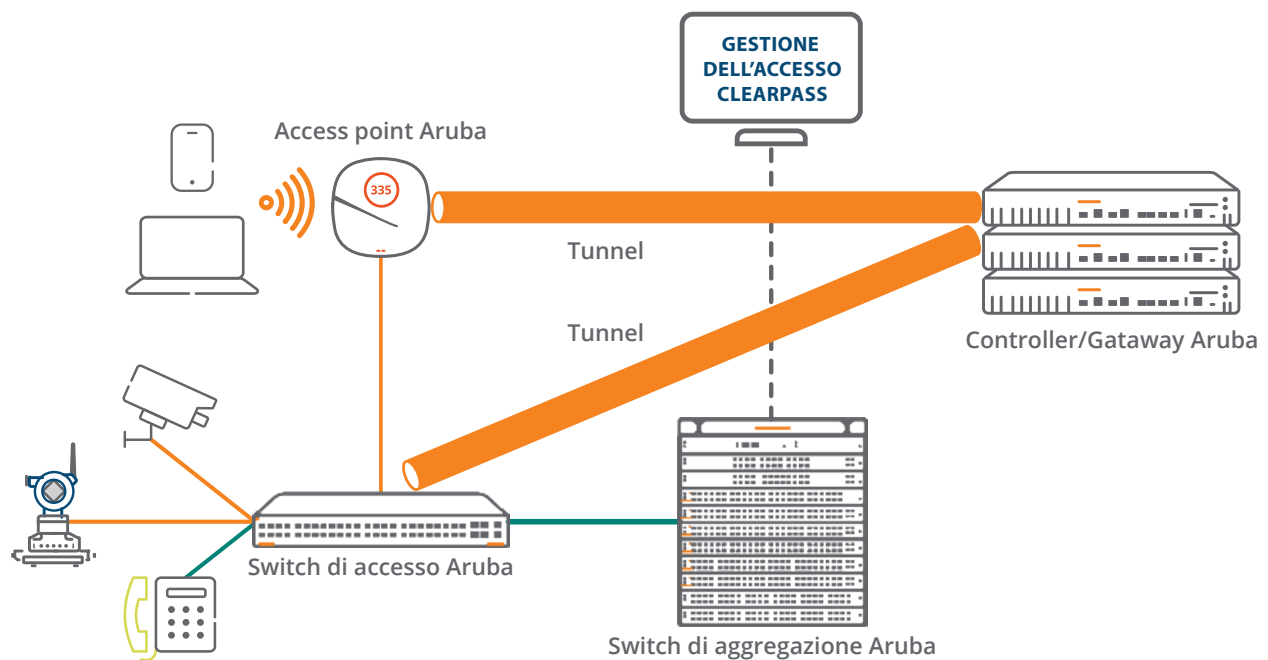 GESTIONE
DELL'ACCESSO
CLEARPASS
Access point Aruba
335
Tunnel
Tunnel
Controller/Gataway Aruba
Switch di accesso Aruba
Switch di aggregazione Aruba